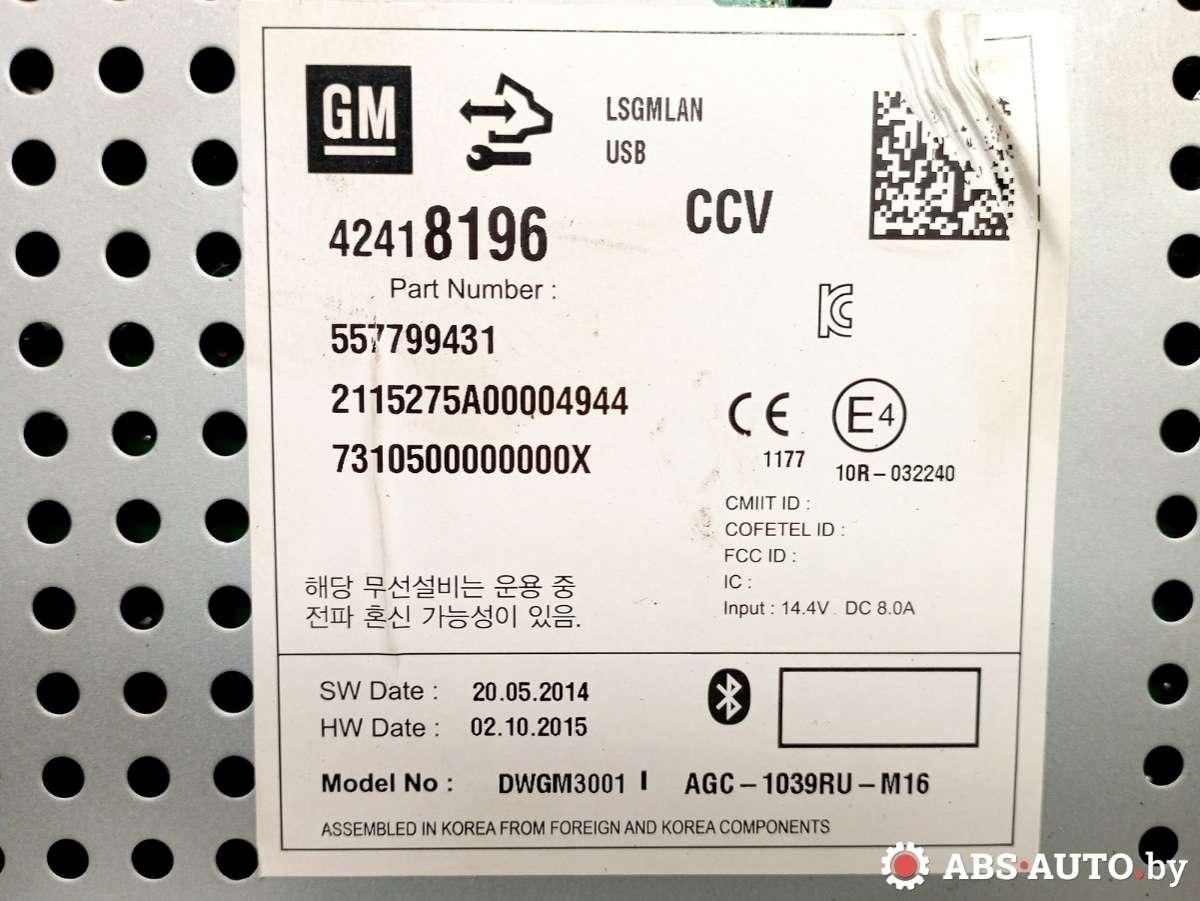 GM
LSGMLAN
USB
CCV
42418196
Part Number :
557799431
2115275A00004944
7310500000000X
CE
1177
E4
10R-032240
CMIIT ID :
COFETEL ID :
FCC ID :
IC :
Input : 14.4V DC 8.0A
해당 무선설비는 운용 중
전파 혼신 가능성이 있음.
SW Date : 20.05.2014
HW Date : 02.10.2015
Model No : DWGM3001 I AGC-1039RU-M16
ASSEMBLED IN KOREA FROM FOREIGN AND KOREA COMPONENTS
ABS·AUTO.by